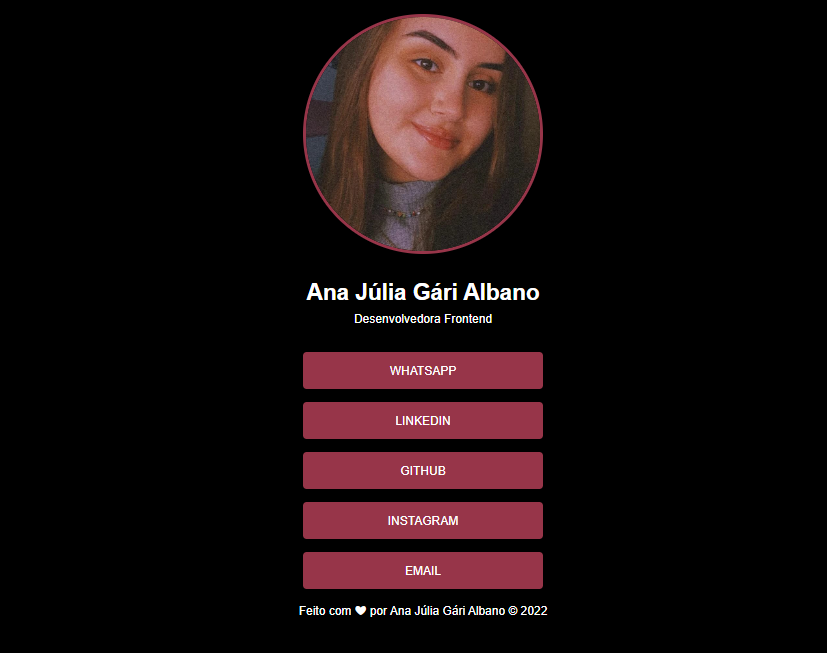 Ana Júlia Gári Albano
Desenvolvedora Frontend
WHATSAPP
LINKEDIN
GITHUB
INSTAGRAM
EMAIL
Feito com ❤ por Ana Júlia Gári Albano © 2022